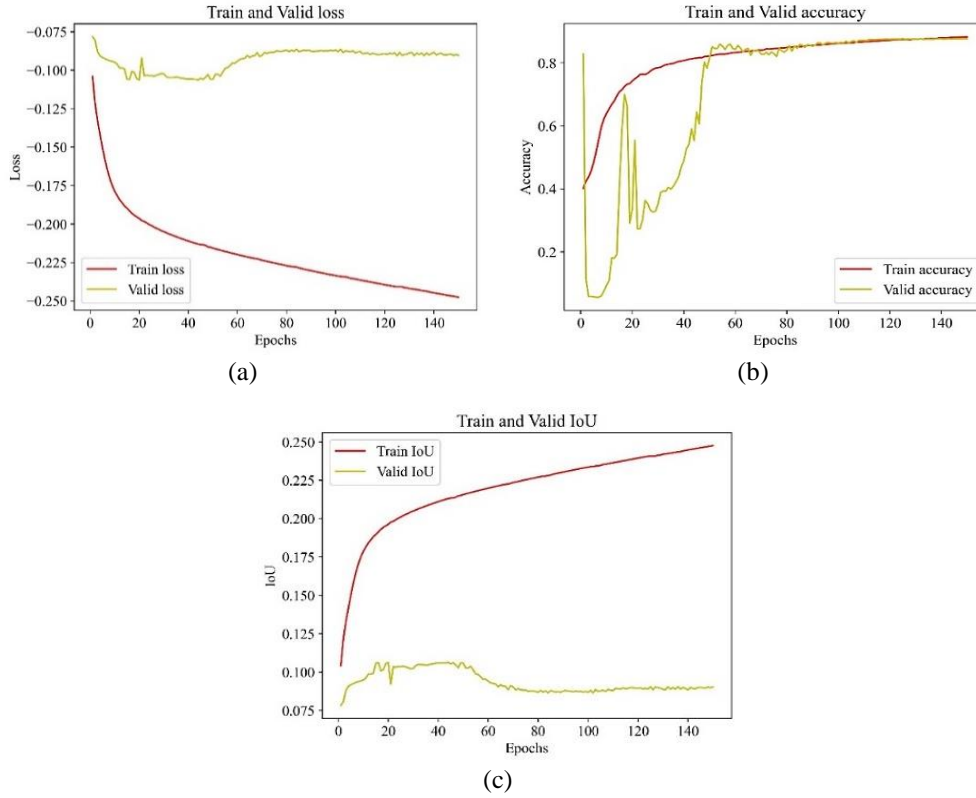 Train and Valid loss
−0.075
−0.100
−0.125
−0.150
−0.175
−0.200
−0.225
−0.250
Loss
Train loss
Valid loss
0 20 40 60 80 100 120 140
Epochs
(a)
Train and Valid accuracy
0.8
0.6
0.4
0.2
Accuracy
Train accuracy
Valid accuracy
0 20 40 60 80 100 120 140
Epochs
(b)
Train and Valid IoU
0.250
0.225
0.200
0.175
0.150
0.125
0.100
0.075
IoU
Train IoU
Valid IoU
0 20 40 60 80 100 120 140
Epochs
(c)